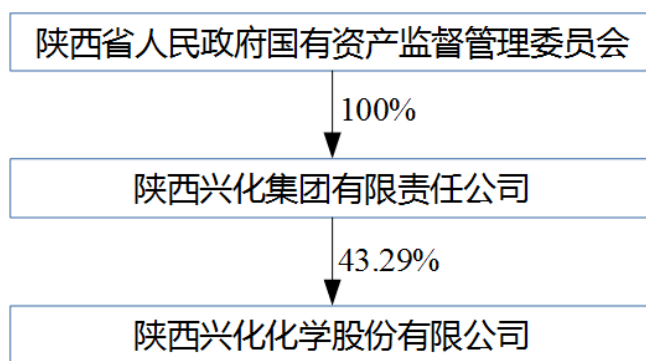 陕西省人民政府国有资产监督管理委员会
100%
陕西兴化集团有限责任公司
43.29%
陕西兴化化学股份有限公司